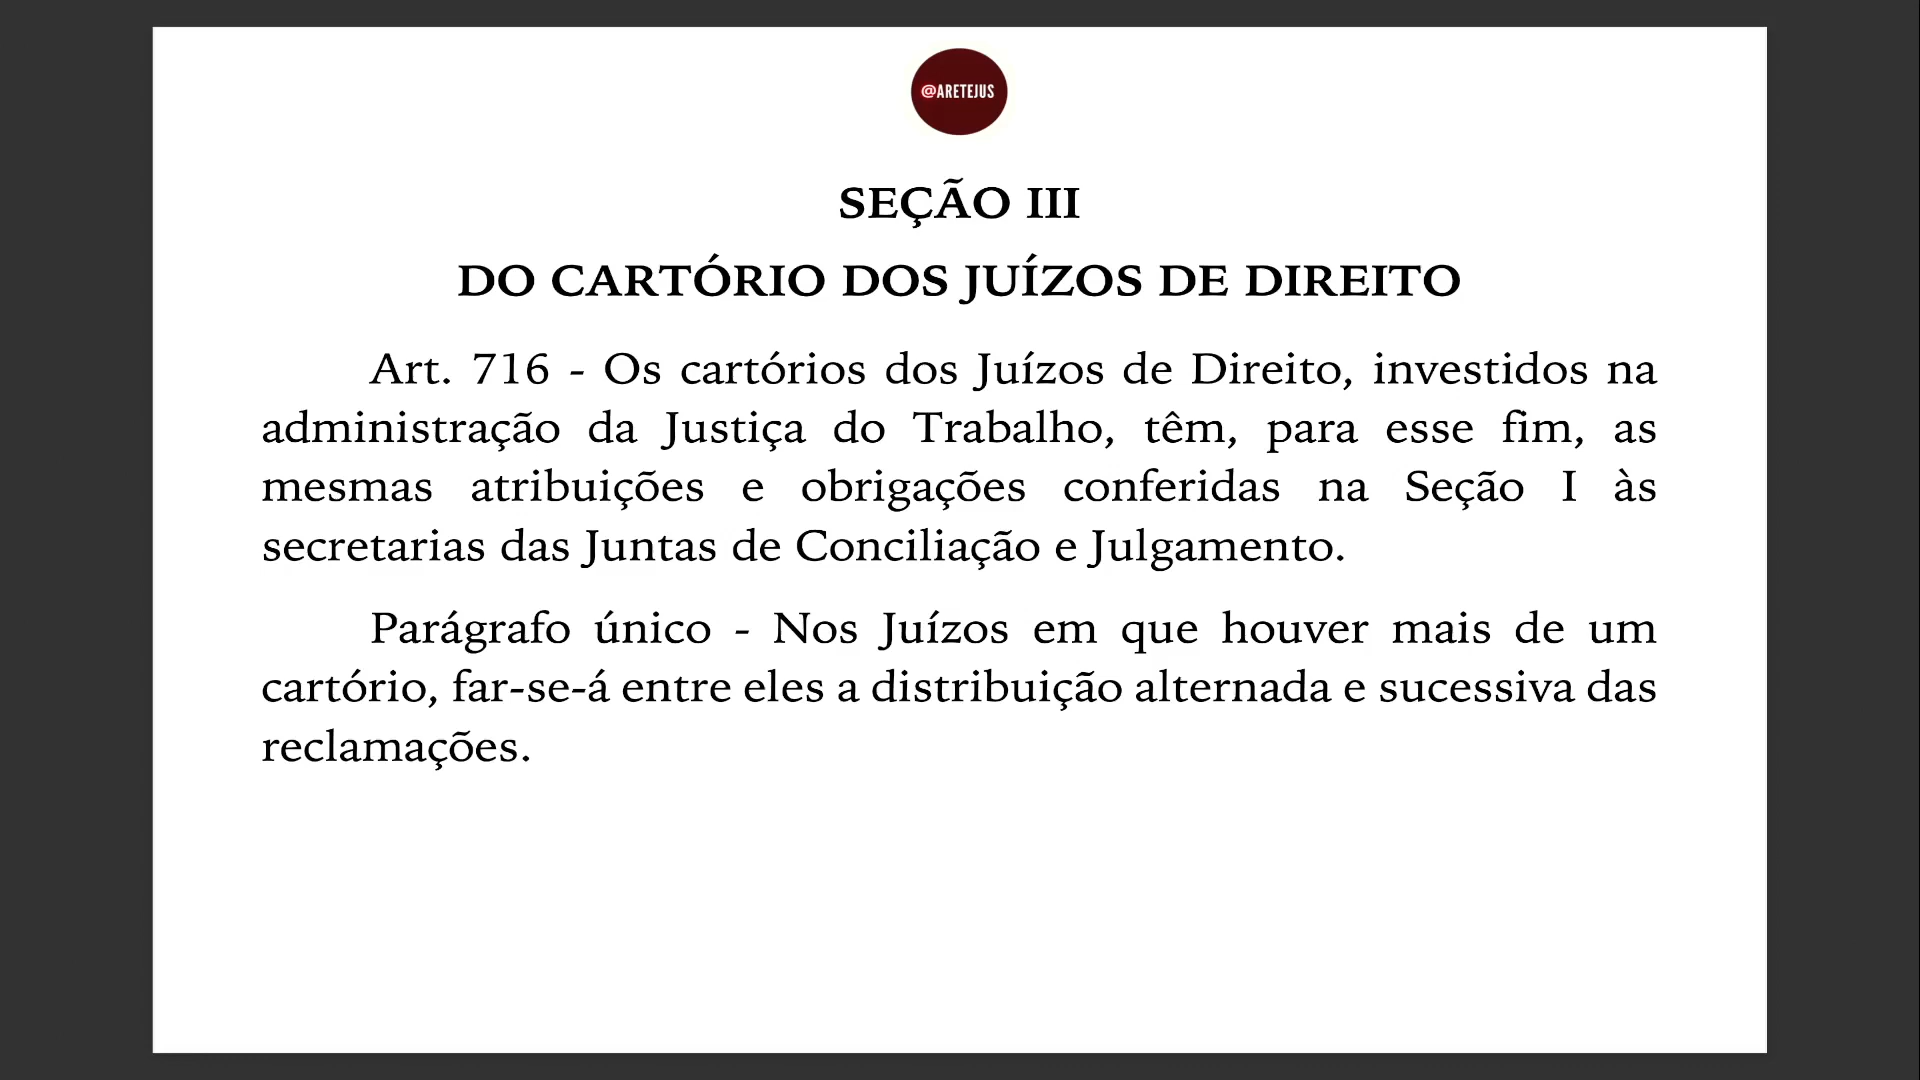 @ARETEJUS
SEÇÃO III
DO CARTÓRIO DOS JUÍZOS DE DIREITO
Art. 716 - Os cartórios dos Juízos de Direito, investidos na
administração da Justiça do Trabalho, têm, para esse fim, as
mesmas atribuições e obrigações conferidas na Seção I às
secretarias das Juntas de Conciliação e Julgamento.
Parágrafo único - Nos Juízos em que houver mais de um
cartório, far-se-á entre eles a distribuição alternada e sucessiva das
reclamações.